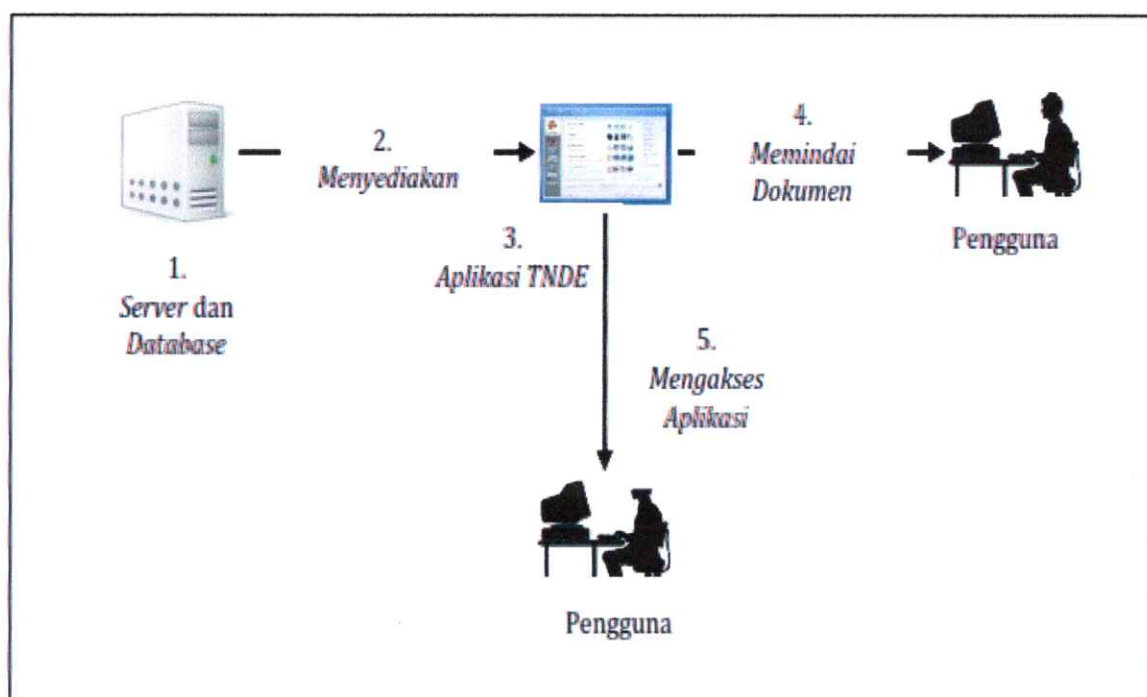 1.
Server dan
Database
2.
Menyediakan
3.
Aplikasi TNDE
4.
Memindai
Dokumen
Pengguna
5.
Mengakses
Aplikasi
Pengguna